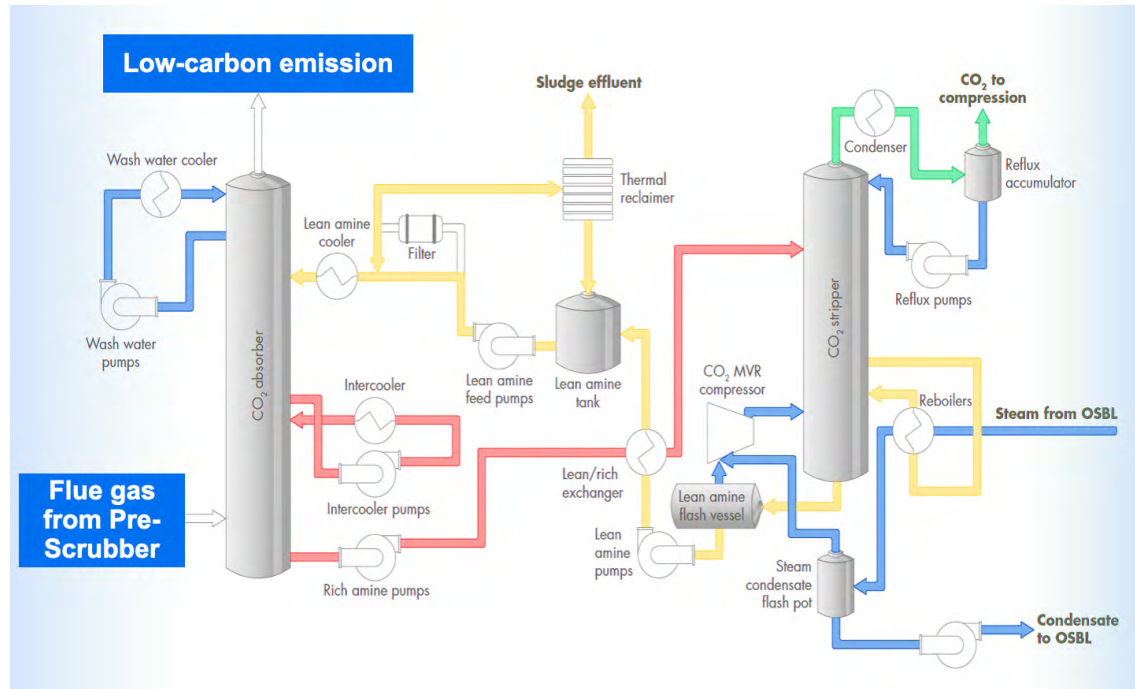 Low-carbon emission
Sludge effluent
CO₂ to
compression
Condenser
Reflux
accumulator
Wash water cooler
Thermal
reclaimer
Lean amine
cooler
Filter
CO₂ stripper
Reflux pumps
Wash water
pumps
CO₂ absorber
Lean amine
feed pumps
Lean amine
tank
CO₂ MVR
compressor
Intercooler
Reboilers
Steam from OSBL
Lean/rich
exchanger
Lean amine
flash vessel
Flue gas
from Pre-
Scrubber
Intercooler pumps
Lean
amine
pumps
Rich amine pumps
Steam
condensate
flash pot
Condensate
to OSBL